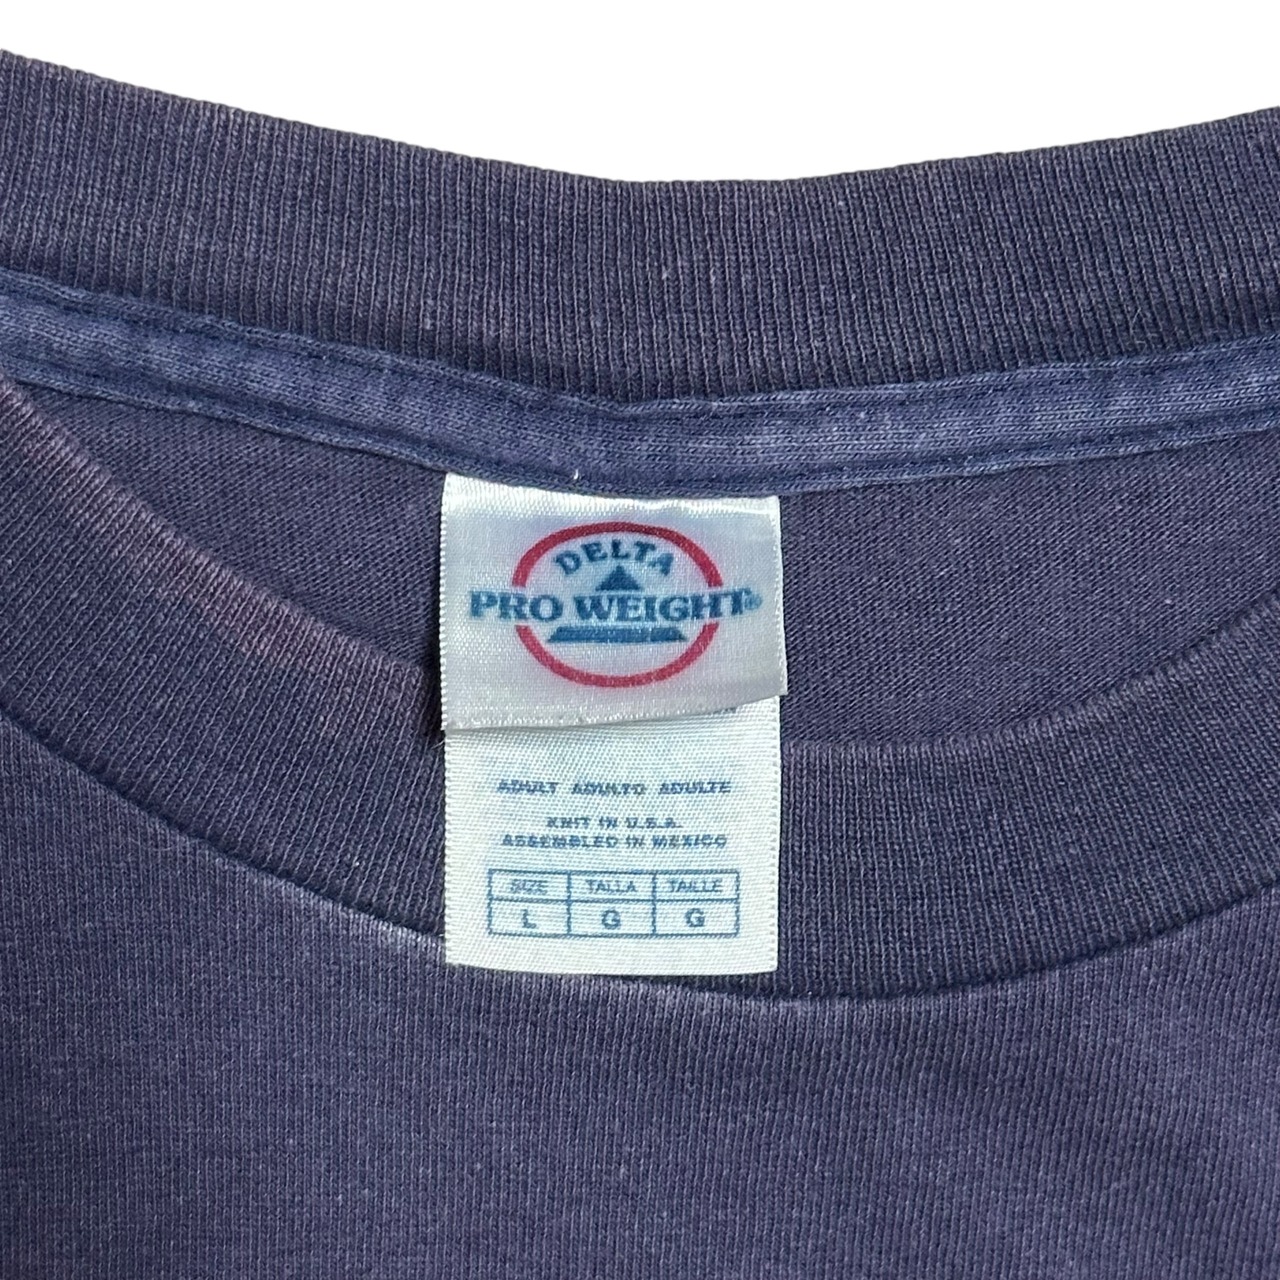 DELTA
PRO WEIGHT®
ADULT ADULTO ADULTE
KNIT IN U.S.A.
ASSEMBLED IN MEXICO
SIZE TALLA TAILLE
L G G